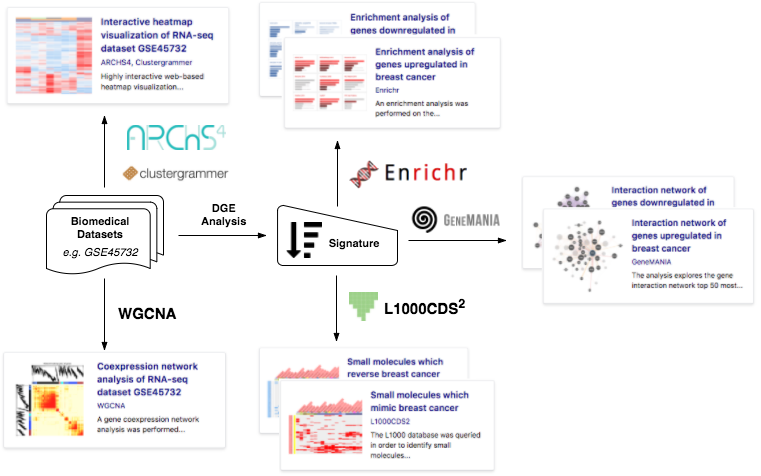 Interactive heatmap
visualization of RNA-seq
dataset GSE45732
ARCHS4, Clustergrammer
Highly interactive web-based
heatmap visualization...
Enrichment analysis of
genes downregulated in
Enrichment analysis of
genes upregulated in
breast cancer
Enrichr
An enrichment analysis was
performed on the...
ARCHS4
clustergrammer
Enrichr
Biomedical
Datasets
e.g. GSE45732
DGE
Analysis
Signature
GENEMANIA
Interaction network of
genes downregulated in
Interaction network of
genes upregulated in
breast cancer
GeneMANIA
The analysis explores the gene
interaction network top 50 most...
WGCNA
L1000CDS²
Coexpression network
analysis of RNA-seq
dataset GSE45732
WGCNA
A gene coexpression network
analysis was performed...
Small molecules which
reverse breast cancer
Small molecules which
mimic breast cancer
L1000CDS2
The L1000 database was queried
in order to identify small
molecules...